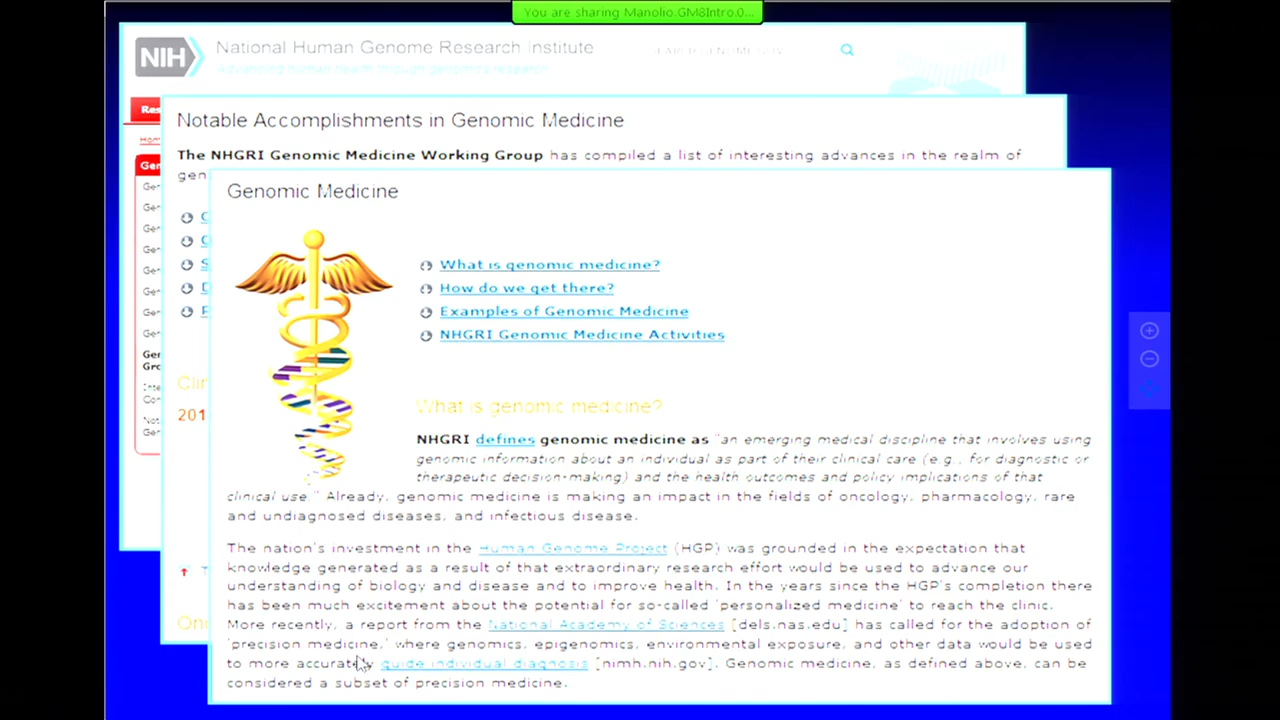 You are sharing Manolio.GM8Intro.0...
NIH
National Human Genome Research Institute
Advancing human health through genomics research
Res
Notable Accomplishments in Genomic Medicine
The NHGRI Genomic Medicine Working Group has compiled a list of interesting advances in the realm of
gen
Genomic Medicine
What is genomic medicine?
How do we get there?
Examples of Genomic Medicine
NHGRI Genomic Medicine Activities
Clin
What is genomic medicine?
201
NHGRI defines genomic medicine as "an emerging medical discipline that involves using
genomic information about an individual as part of their clinical care (e.g., for diagnostic or
therapeutic decision-making) and the health outcomes and policy implications of that
clinical use." Already, genomic medicine is making an impact in the fields of oncology, pharmacology, rare
and undiagnosed diseases, and infectious disease.
The nation's investment in the Human Genome Project (HGP) was grounded in the expectation that
knowledge generated as a result of that extraordinary research effort would be used to advance our
understanding of biology and disease and to improve health. In the years since the HGP's completion there
has been much excitement about the potential for so-called 'personalized medicine' to reach the clinic.
More recently, a report from the National Academy of Sciences [dels.nas.edu] has called for the adoption of
'precision medicine,' where genomics, epigenomics, environmental exposure, and other data would be used
to more accurately guide individual diagnosis [nimh.nih.gov]. Genomic medicine, as defined above, can be
considered a subset of precision medicine.